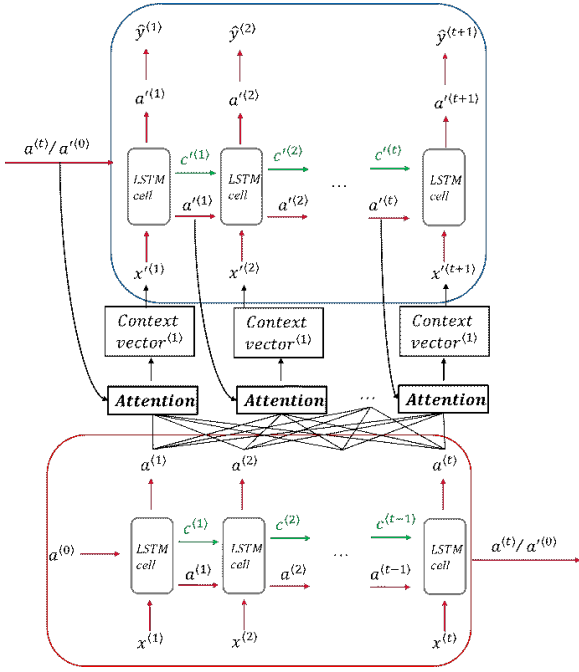 ŷ⟨1⟩ ŷ⟨2⟩ ŷ⟨t+1⟩
a′⟨1⟩ a′⟨2⟩ a′⟨t+1⟩
a⟨t⟩/a′⟨0⟩
c′⟨1⟩ c′⟨2⟩ c′⟨t⟩
LSTM LSTM LSTM
cell cell cell
...
a′⟨1⟩ a′⟨2⟩ a′⟨t⟩
x′⟨1⟩ x′⟨2⟩ x′⟨t+1⟩
Context Context Context
vector⟨1⟩ vector⟨1⟩ vector⟨1⟩
...
Attention Attention Attention
a⟨1⟩ a⟨2⟩ a⟨t⟩
c⟨1⟩ c⟨2⟩ c⟨t−1⟩
a⟨t⟩/a′⟨0⟩
a⟨0⟩ LSTM LSTM ... LSTM
cell cell cell
a⟨1⟩ a⟨2⟩ ... a⟨t−1⟩
x⟨1⟩ x⟨2⟩ x⟨t⟩